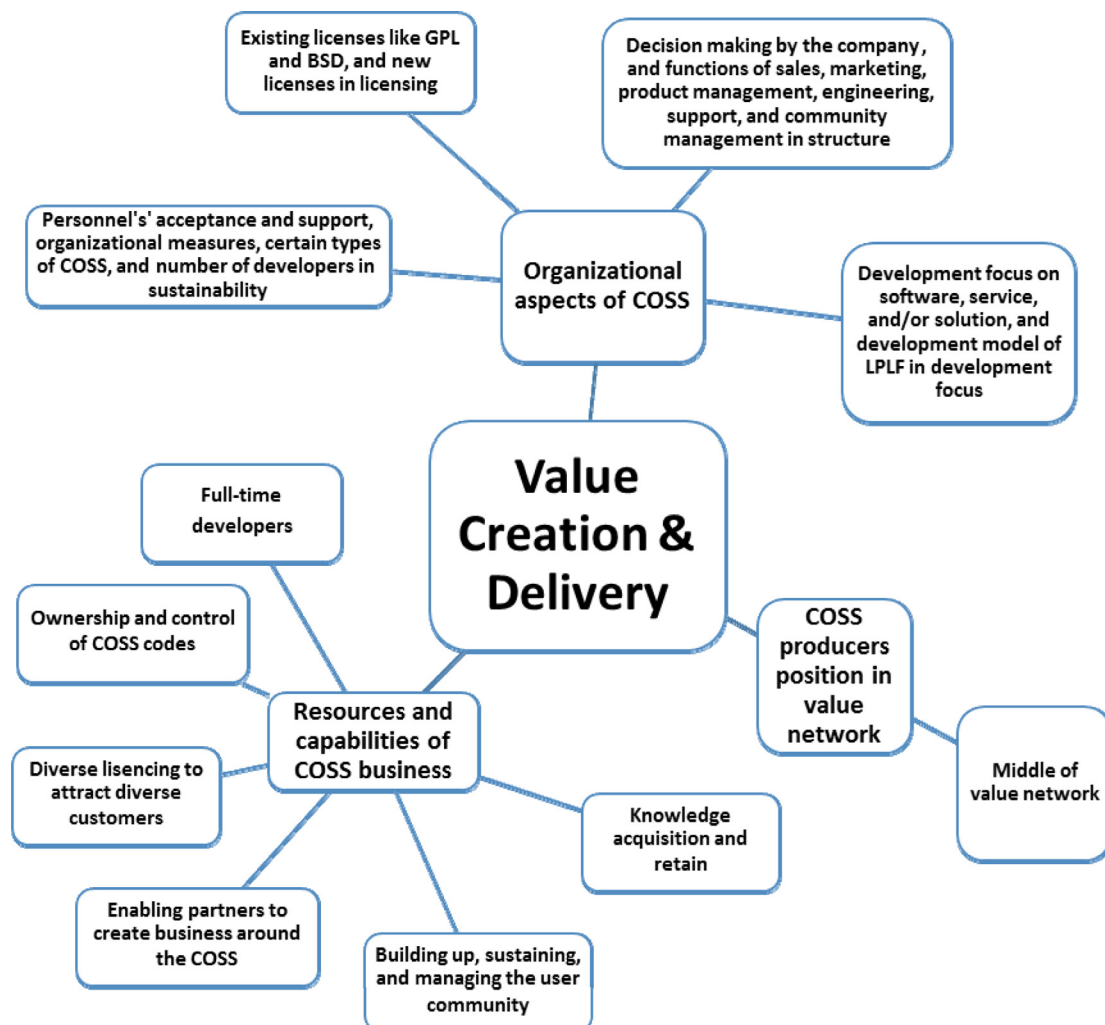 Existing licenses like GPL
and BSD, and new
licenses in licensing
Decision making by the company ,
and functions of sales, marketing,
product management, engineering,
support, and community
management in structure
Personnel's' acceptance and support,
organizational measures, certain types
of COSS, and number of developers in
sustainability
Organizational
aspects of COSS
Development focus on
software, service,
and/or solution, and
development model of
LPLF in development
focus
Value
Creation &
Delivery
Full-time
developers
Ownership and control
of COSS codes
COSS
producers
position in
value
network
Resources and
capabilities of
COSS business
Diverse lisencing to
attract diverse
customers
Middle of
value network
Knowledge
acquisition and
retain
Enabling partners to
create business around
the COSS
Building up, sustaining,
and managing the user
community